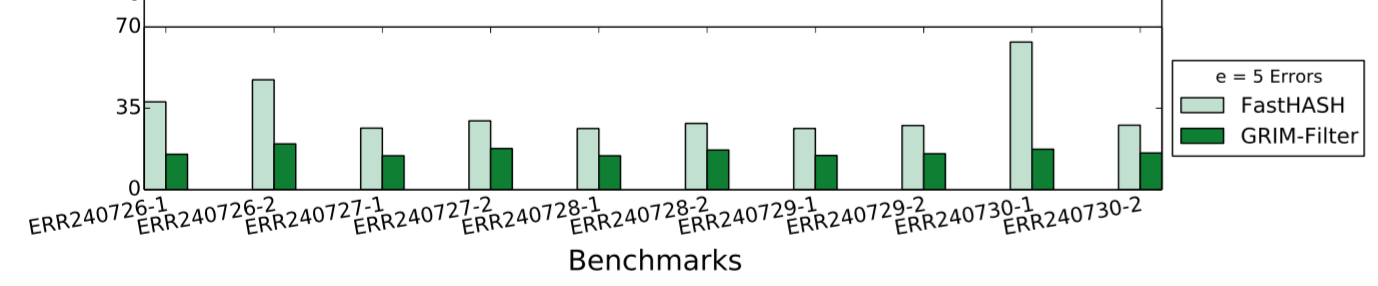 70
35
0
ERR240726-1
ERR240726-2
ERR240727-1
ERR240727-2
ERR240728-1
ERR240728-2
ERR240729-1
ERR240729-2
ERR240730-1
ERR240730-2
Benchmarks
e = 5 Errors
FastHASH
GRIM-Filter